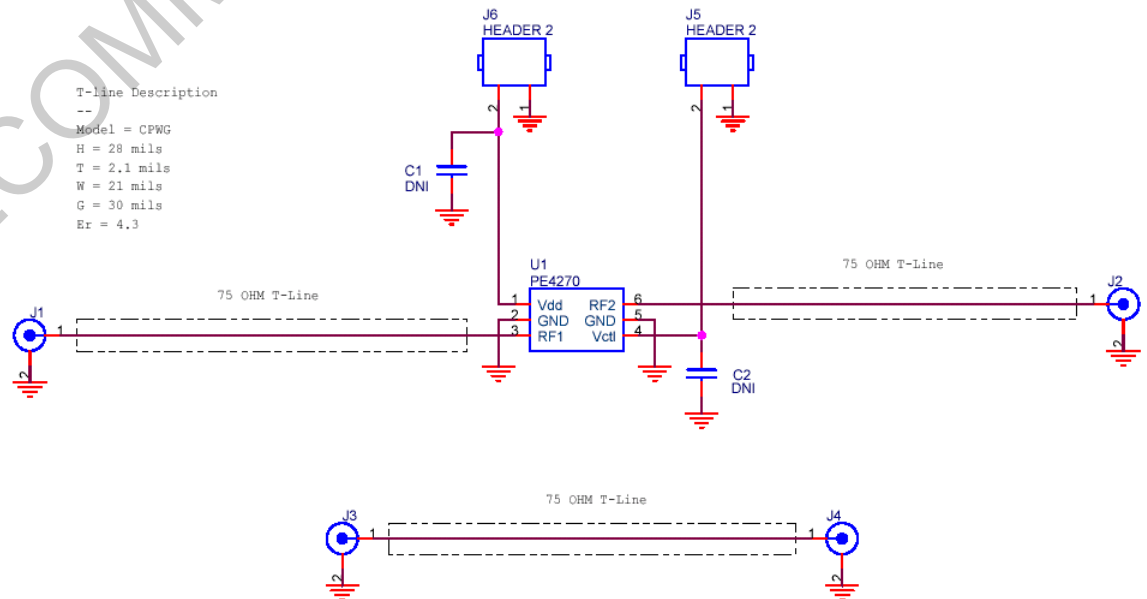 J6
HEADER 2
2
1
J5
HEADER 2
2
1
T-line Description
--
Model = CPWG
H = 28 mils
T = 2.1 mils
W = 21 mils
G = 30 mils
Er = 4.3
C1
DNI
U1
PE4270
1 Vdd RF2 6
2 GND GND 5
3 RF1 Vctl 4
75 OHM T-Line
J1
1
2
75 OHM T-Line
J2
1
2
C2
DNI
75 OHM T-Line
J3
1
2
J4
1
2